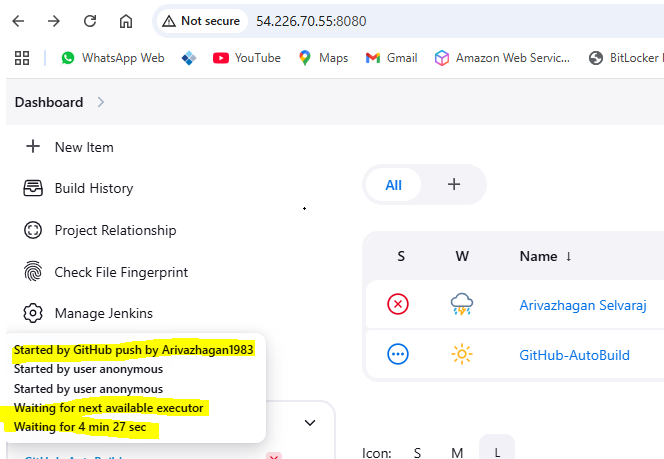 Not secure 54.226.70.55:8080
WhatsApp Web YouTube Maps Gmail Amazon Web Servic... BitLocker
Dashboard
New Item
Build History
Project Relationship
Check File Fingerprint
Manage Jenkins
Started by GitHub push by Arivazhagan1983
Started by user anonymous
Started by user anonymous
Waiting for next available executor
Waiting for 4 min 27 sec
All +
S W Name ↓
Arivazhagan Selvaraj
GitHub-AutoBuild
Icon: S M L